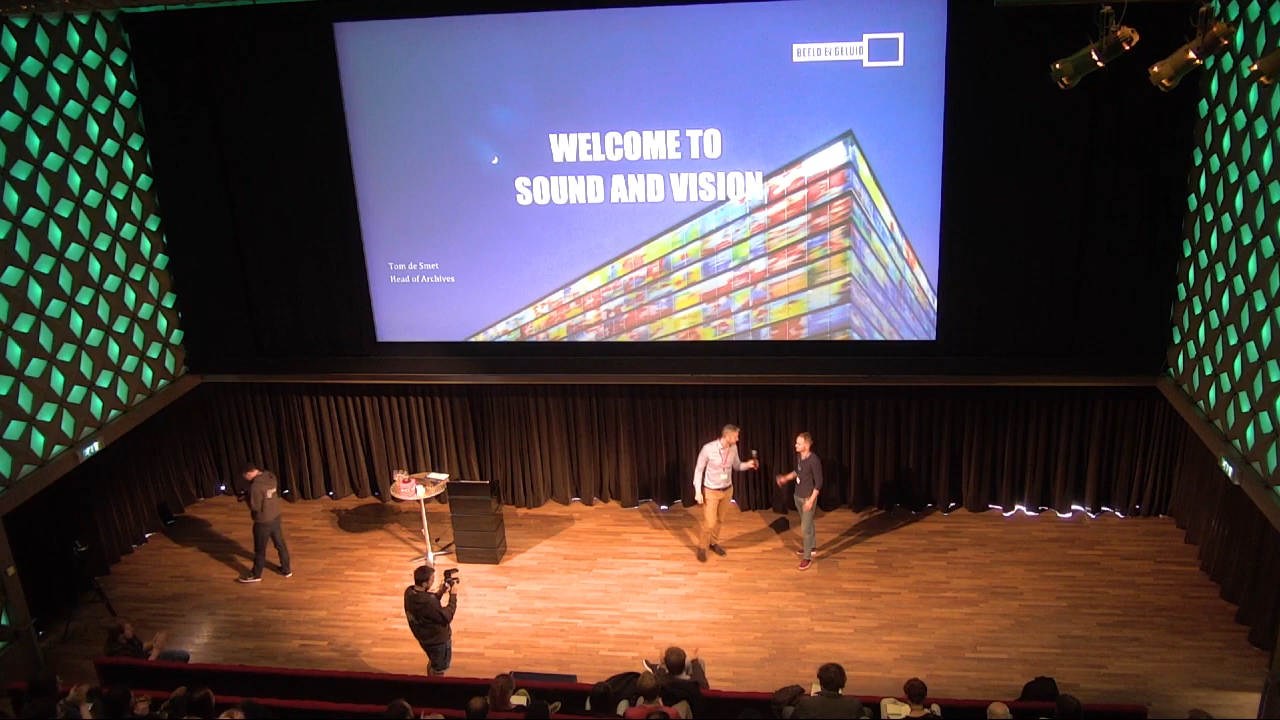 BEELD EN GELUID
WELCOME TO
SOUND AND VISION
Tom de Smet
Head of Archives